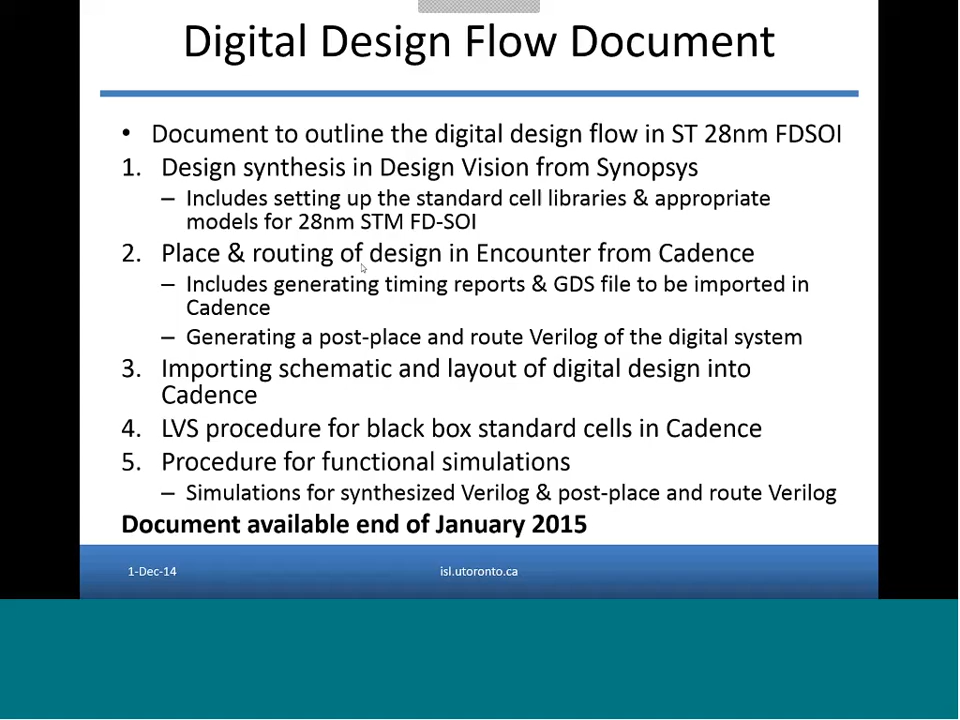 Digital Design Flow Document
• Document to outline the digital design flow in ST 28nm FDSOI
1. Design synthesis in Design Vision from Synopsys
– Includes setting up the standard cell libraries & appropriate
models for 28nm STM FD-SOI
2. Place & routing of design in Encounter from Cadence
– Includes generating timing reports & GDS file to be imported in
Cadence
– Generating a post-place and route Verilog of the digital system
3. Importing schematic and layout of digital design into
Cadence
4. LVS procedure for black box standard cells in Cadence
5. Procedure for functional simulations
– Simulations for synthesized Verilog & post-place and route Verilog
Document available end of January 2015
1-Dec-14
isl.utoronto.ca